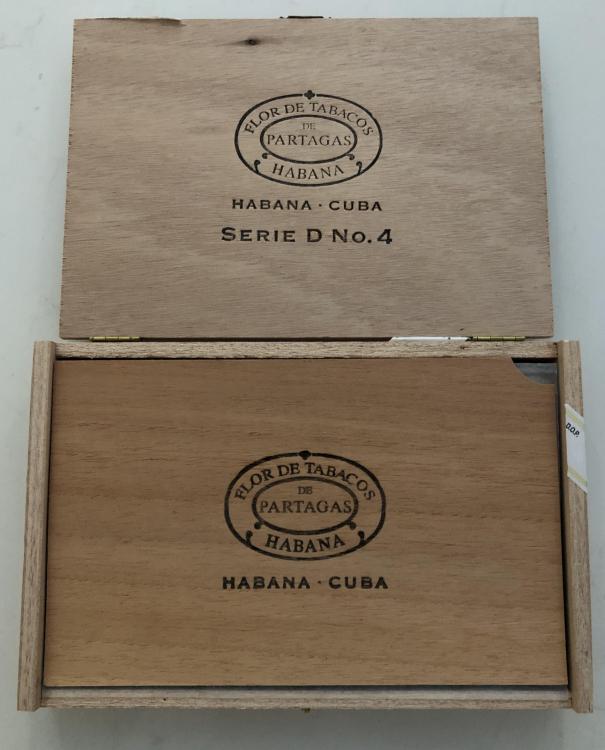 FLOR DE TABACOS
DE
PARTAGAS
HABANA
HABANA · CUBA
SERIE D No. 4
D.O.P.
FLOR DE TABACOS
DE
PARTAGAS
HABANA
HABANA · CUBA